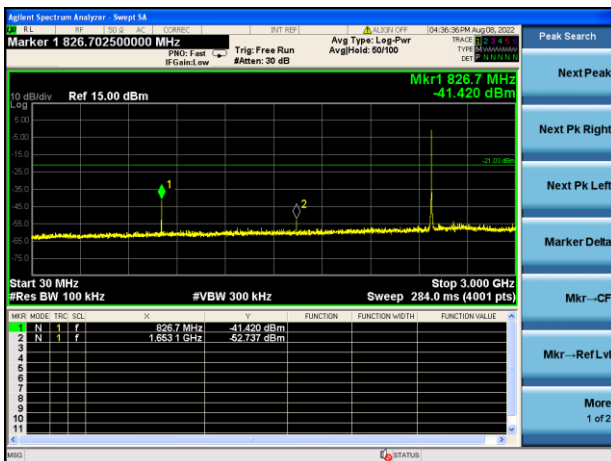 Agilent Spectrum Analyzer - Swept SA
RL RF 50 Ω AC CORREC INT REF ALIGN OFF 04:36:36 PM Aug 08, 2022
Marker 1 826.702500000 MHz
PNO: Fast
IFGain:Low
Trig: Free Run
#Atten: 30 dB
Avg Type: Log-Pwr
Avg|Hold: 50/100
TRACE 1 2 3 4 5 6
TYPE M
DET P N N N N N
Mkr1 826.7 MHz
-41.420 dBm
10 dB/div Ref 15.00 dBm
Log
5.00
-5.00
-15.0
-21.00 dBm
-25.0
-35.0
-45.0
-55.0
-65.0
-75.0
1
2
Start 30 MHz Stop 3.000 GHz
#Res BW 100 kHz #VBW 300 kHz Sweep 284.0 ms (4001 pts)
MKR MODE TRC SCL X Y FUNCTION FUNCTION WIDTH FUNCTION VALUE
1 N 1 f 826.7 MHz -41.420 dBm
2 N 1 f 1.653 1 GHz -52.737 dBm
3
4
5
6
7
8
9
10
11
MSG STATUS
Peak Search
Next Peak
Next Pk Right
Next Pk Left
Marker Delta
Mkr→CF
Mkr→Ref Lvl
More
1 of 2